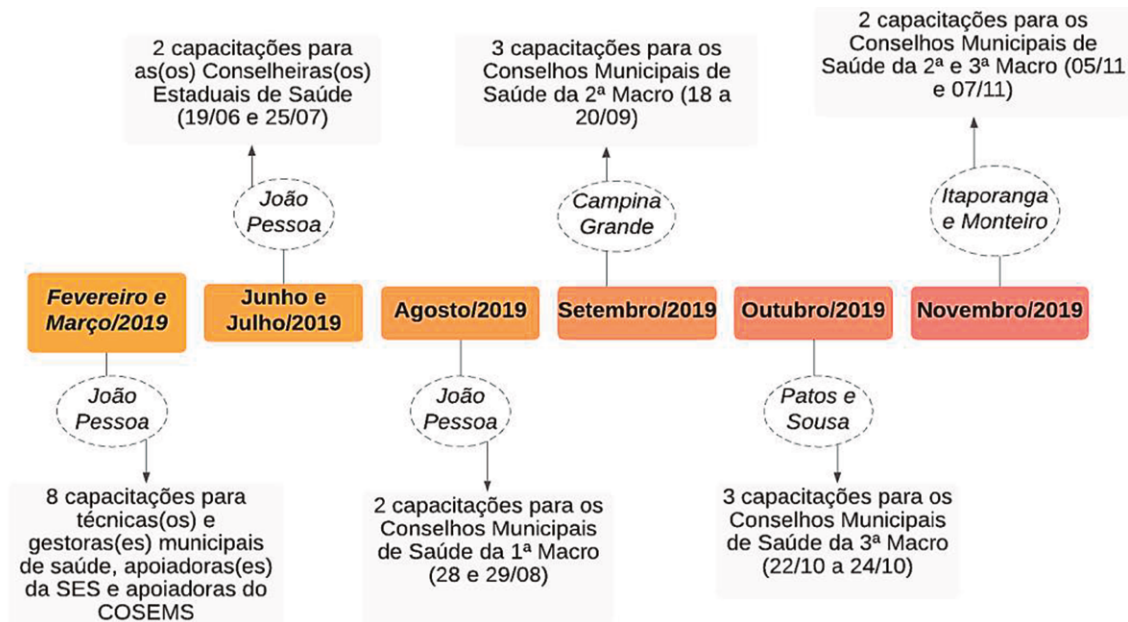 2 capacitações para
as(os) Conselheiras(os)
Estaduais de Saúde
(19/06 e 25/07)
3 capacitações para os
Conselhos Municipais de
Saúde da 2ª Macro (18 a
20/09)
2 capacitações para os
Conselhos Municipais de
Saúde da 2ª e 3ª Macro (05/11
e 07/11)
João
Pessoa
Campina
Grande
Itaporanga
e Monteiro
Fevereiro e
Março/2019
Junho e
Julho/2019
Agosto/2019
Setembro/2019
Outubro/2019
Novembro/2019
João
Pessoa
João
Pessoa
Patos e
Sousa
8 capacitações para
técnicas(os) e
gestoras(es) municipais
de saúde, apoiadoras(es)
da SES e apoiadoras do
COSEMS
2 capacitações para os
Conselhos Municipais
de Saúde da 1ª Macro
(28 e 29/08)
3 capacitações para os
Conselhos Municipais
de Saúde da 3ª Macro
(22/10 a 24/10)